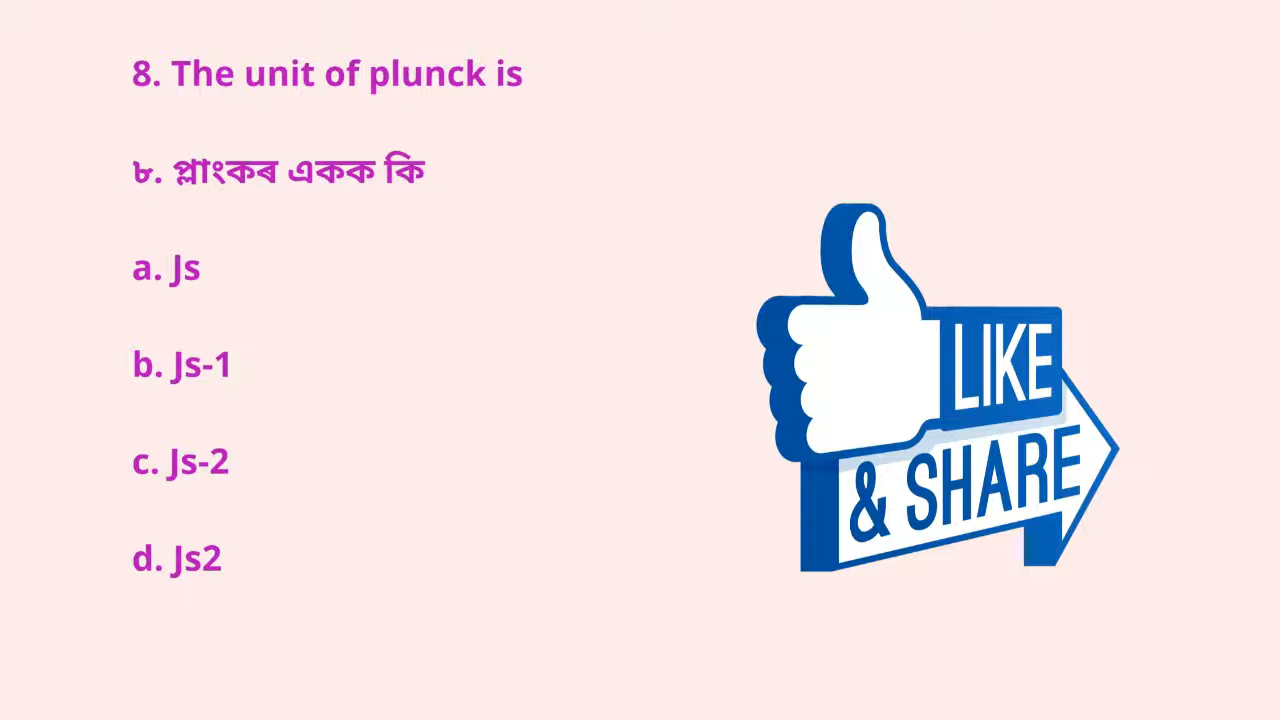 8. The unit of plunck is
৮. প্লাংকৰ একক কি
a. Js
b. Js-1
c. Js-2
d. Js2
LIKE
& SHARE